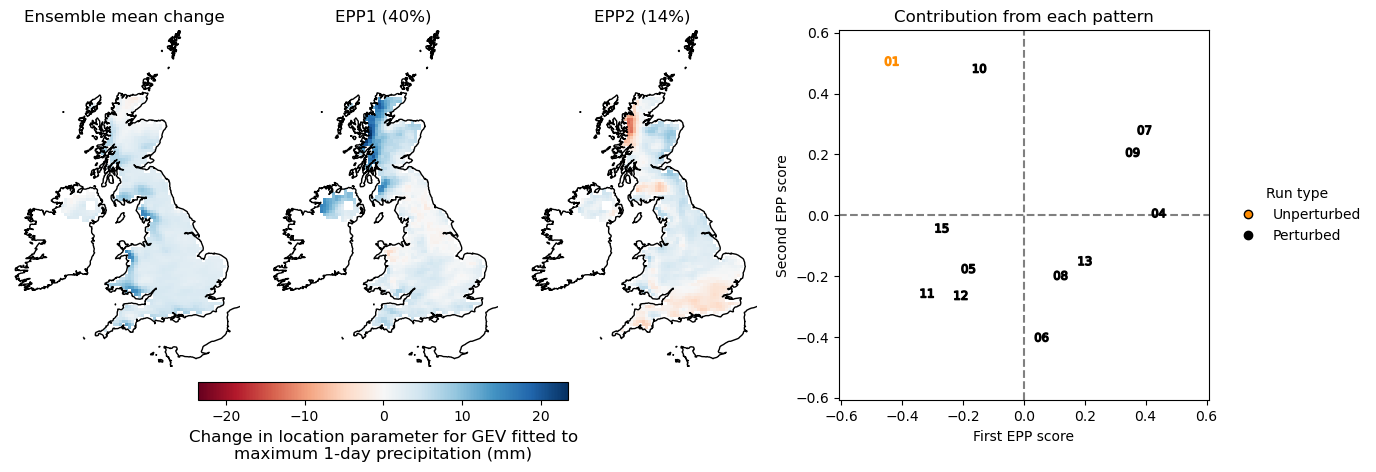 Ensemble mean change
EPP1 (40%)
EPP2 (14%)
Contribution from each pattern
−20 −10 0 10 20
Change in location parameter for GEV fitted to
maximum 1-day precipitation (mm)
Second EPP score
0.6
0.4
0.2
0.0
−0.2
−0.4
−0.6
01
10
07
09
04
15
05
13
08
11
12
06
−0.6 −0.4 −0.2 0.0 0.2 0.4 0.6
First EPP score
Run type
Unperturbed
Perturbed